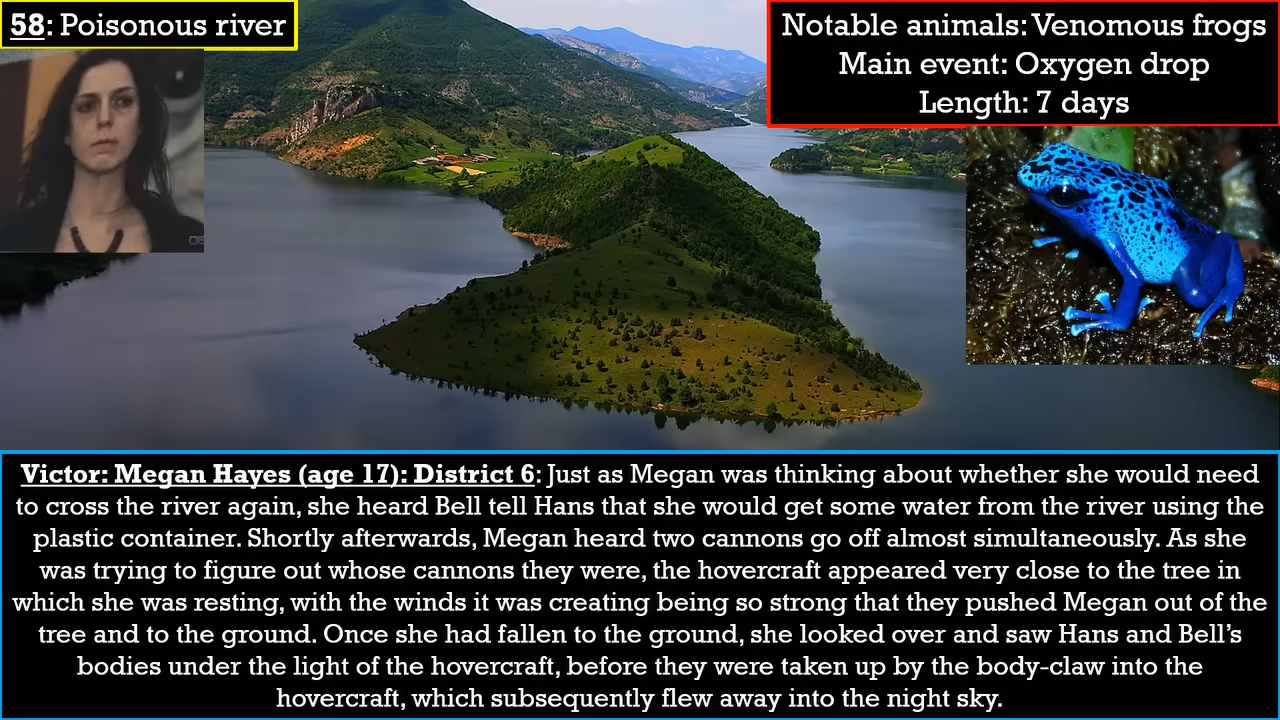 58: Poisonous river
Notable animals: Venomous frogs
Main event: Oxygen drop
Length: 7 days
Victor: Megan Hayes (age 17): District 6: Just as Megan was thinking about whether she would need
to cross the river again, she heard Bell tell Hans that she would get some water from the river using the
plastic container. Shortly afterwards, Megan heard two cannons go off almost simultaneously. As she
was trying to figure out whose cannons they were, the hovercraft appeared very close to the tree in
which she was resting, with the winds it was creating being so strong that they pushed Megan out of the
tree and to the ground. Once she had fallen to the ground, she looked over and saw Hans and Bell’s
bodies under the light of the hovercraft, before they were taken up by the body-claw into the
hovercraft, which subsequently flew away into the night sky.